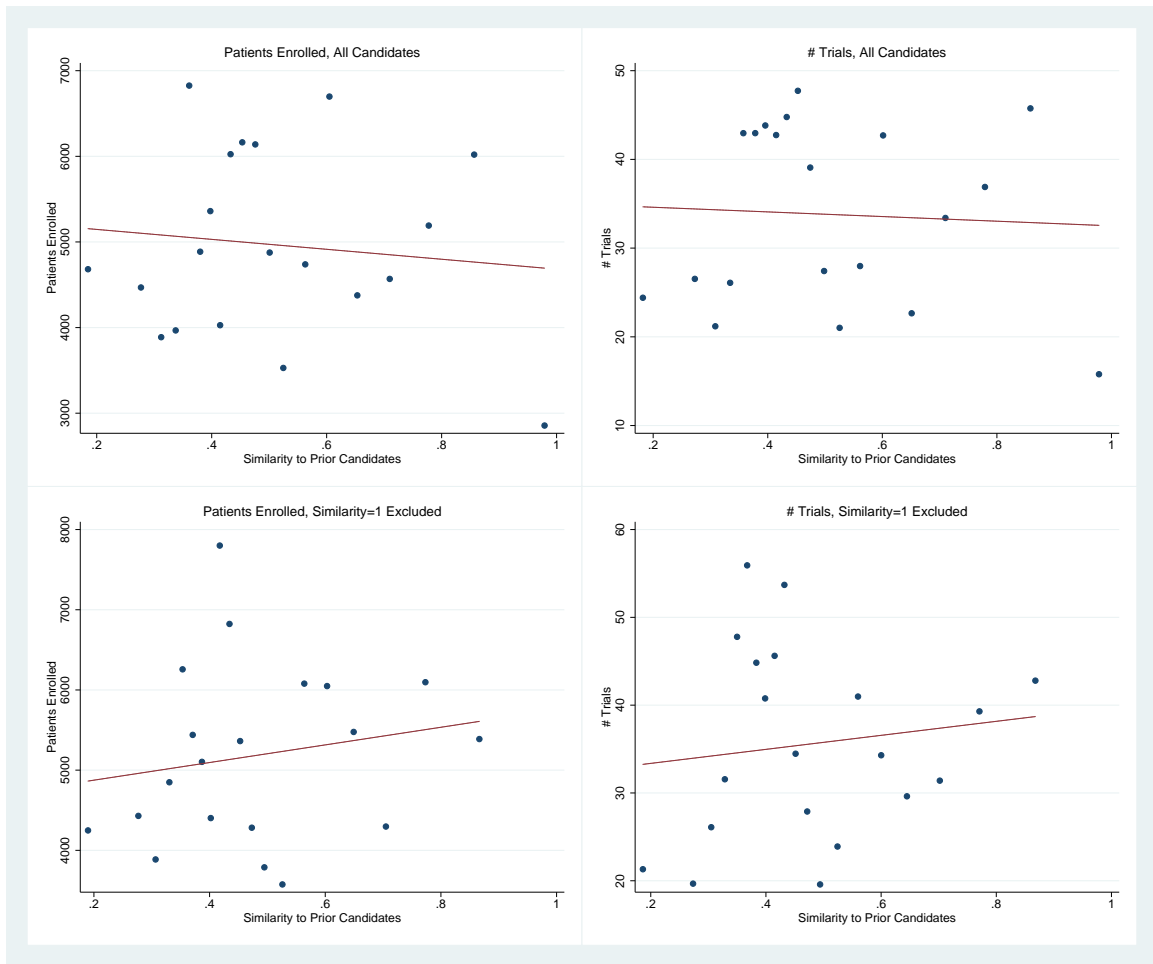 Patients Enrolled, All Candidates
Patients Enrolled
7000
6000
5000
4000
3000
.2 .4 .6 .8 1
Similarity to Prior Candidates
# Trials, All Candidates
# Trials
50
40
30
20
10
.2 .4 .6 .8 1
Similarity to Prior Candidates
Patients Enrolled, Similarity=1 Excluded
Patients Enrolled
8000
7000
6000
5000
4000
.2 .4 .6 .8 1
Similarity to Prior Candidates
# Trials, Similarity=1 Excluded
# Trials
60
50
40
30
20
.2 .4 .6 .8 1
Similarity to Prior Candidates